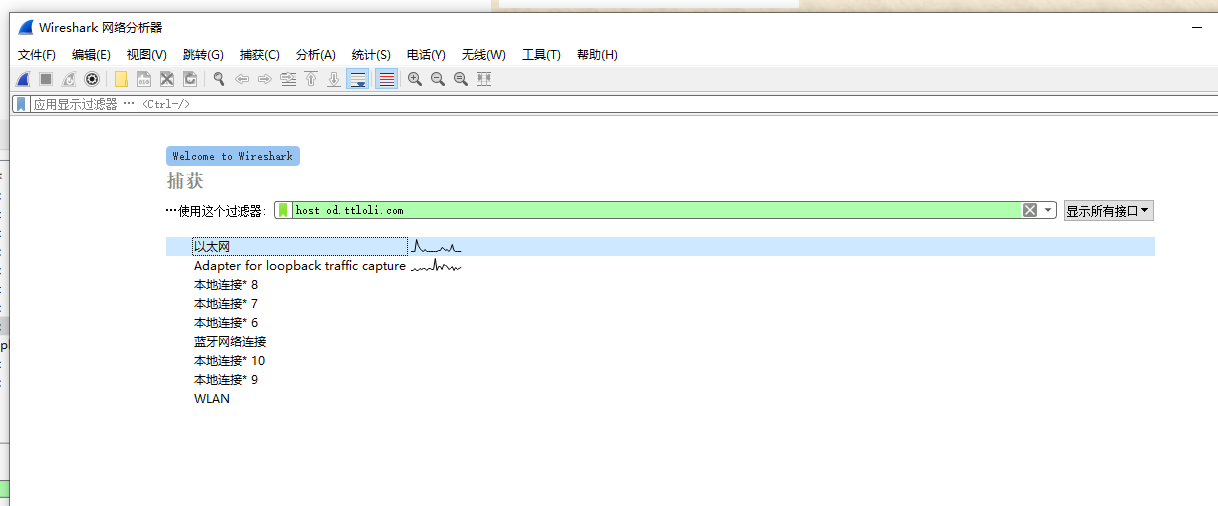 Wireshark 网络分析器
文件(F) 编辑(E) 视图(V) 跳转(G) 捕获(C) 分析(A) 统计(S) 电话(Y) 无线(W) 工具(T) 帮助(H)
应用显示过滤器 … <Ctrl-/>
Welcome to Wireshark
捕获
…使用这个过滤器: host od.ttloli.com 显示所有接口
以太网
Adapter for loopback traffic capture
本地连接* 8
本地连接* 7
本地连接* 6
蓝牙网络连接
本地连接* 10
本地连接* 9
WLAN